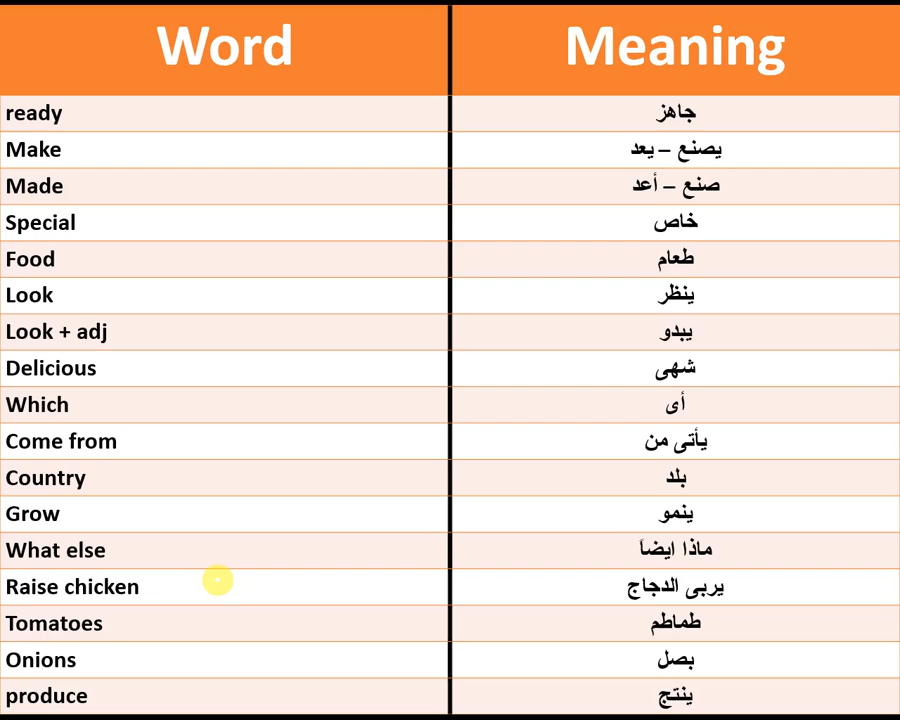 Word Meaning
ready جاهز
Make يصنع – يعد
Made صنع – أعد
Special خاص
Food طعام
Look ينظر
Look + adj يبدو
Delicious شهى
Which أى
Come from يأتى من
Country بلد
Grow ينمو
What else ماذا ايضاً
Raise chicken يربى الدجاج
Tomatoes طماطم
Onions بصل
produce ينتج